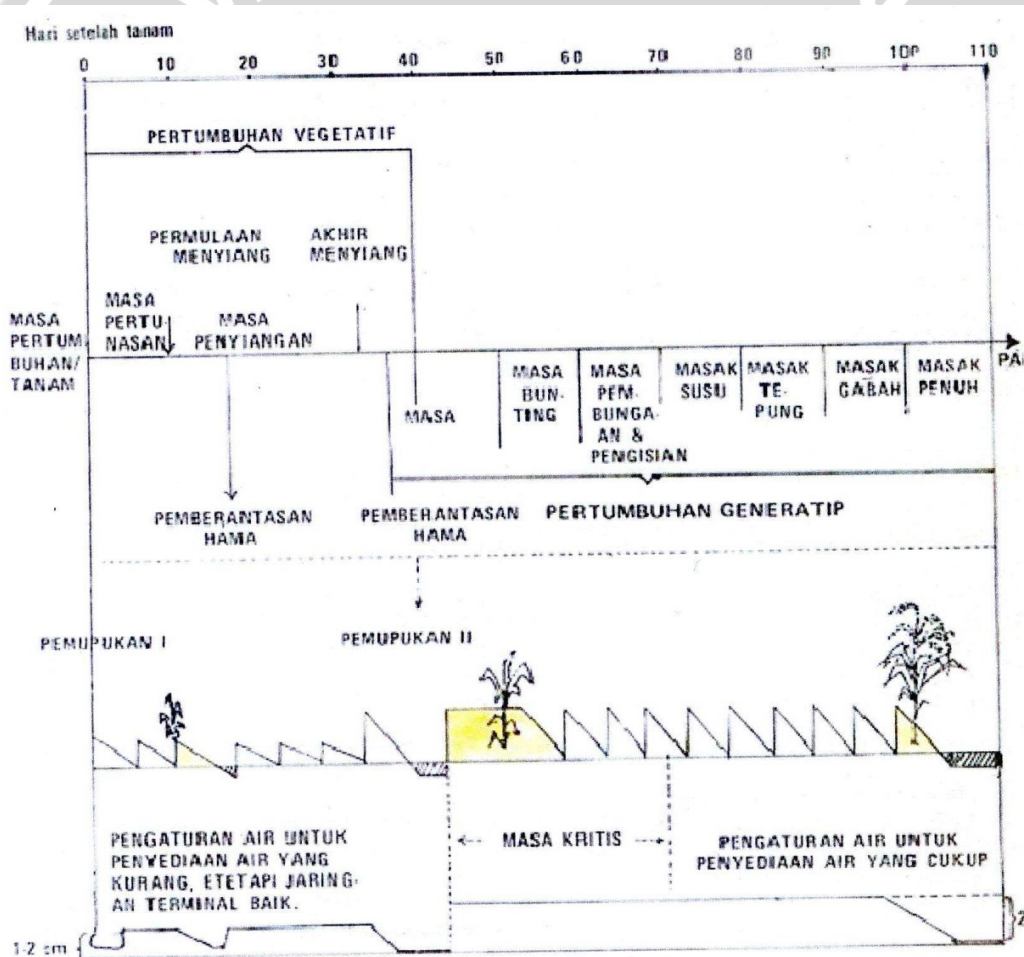 Hari setelah tanam
0 10 20 30 40 50 60 70 80 90 100 110
PERTUMBUHAN VEGETATIF
PERMULAAN
MENYIANG
AKHIR
MENYIANG
MASA
PERTUM
BUHAN/
TANAM
MASA
PERTU-
NASAN
MASA
PENYIANGAN
MASA
MASA
BUN-
TING
MASA
PEM-
BUNGA-
AN &
PENGISIAN
MASAK
SUSU
MASAK
TE-
PUNG
MASAK
GABAH
MASAK
PENUH
PEMBERANTASAN
HAMA
PEMBERANTASAN
HAMA
PERTUMBUHAN GENERATIP
PEMUPUKAN I
PEMUPUKAN II
PENGATURAN AIR UNTUK
PENYEDIAAN AIR YANG
KURANG, ETETAPI JARING-
AN TERMINAL BAIK.
MASA KRITIS
PENGATURAN AIR UNTUK
PENYEDIAAN AIR YANG CUKUP
1-2 cm